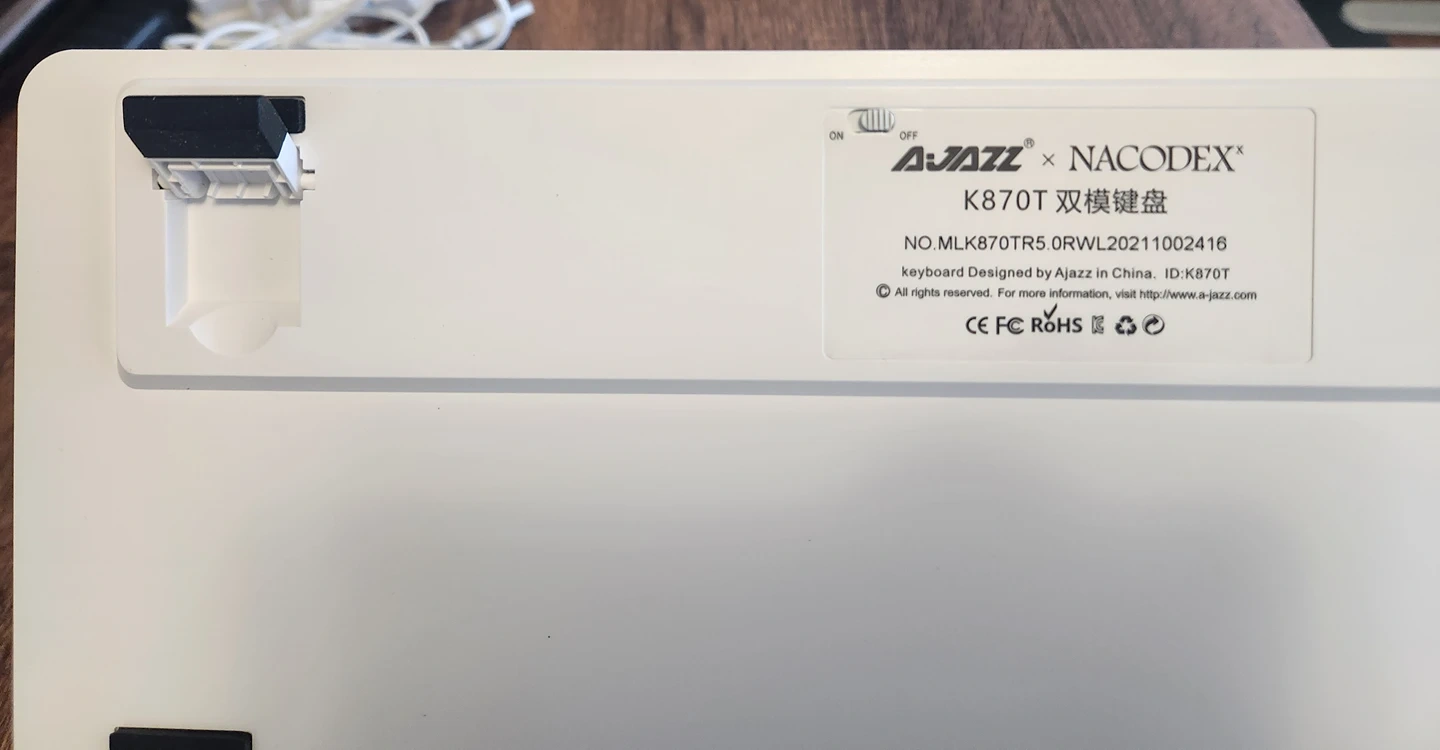 ON OFF
A-JAZZ® × NACODEXx
K870T 双模键盘
NO.MLK870TR5.0RWL20211002416
keyboard Designed by Ajazz in China. ID:K870T
© All rights reserved. For more information, visit http://www.a-jazz.com
CE FC RoHS